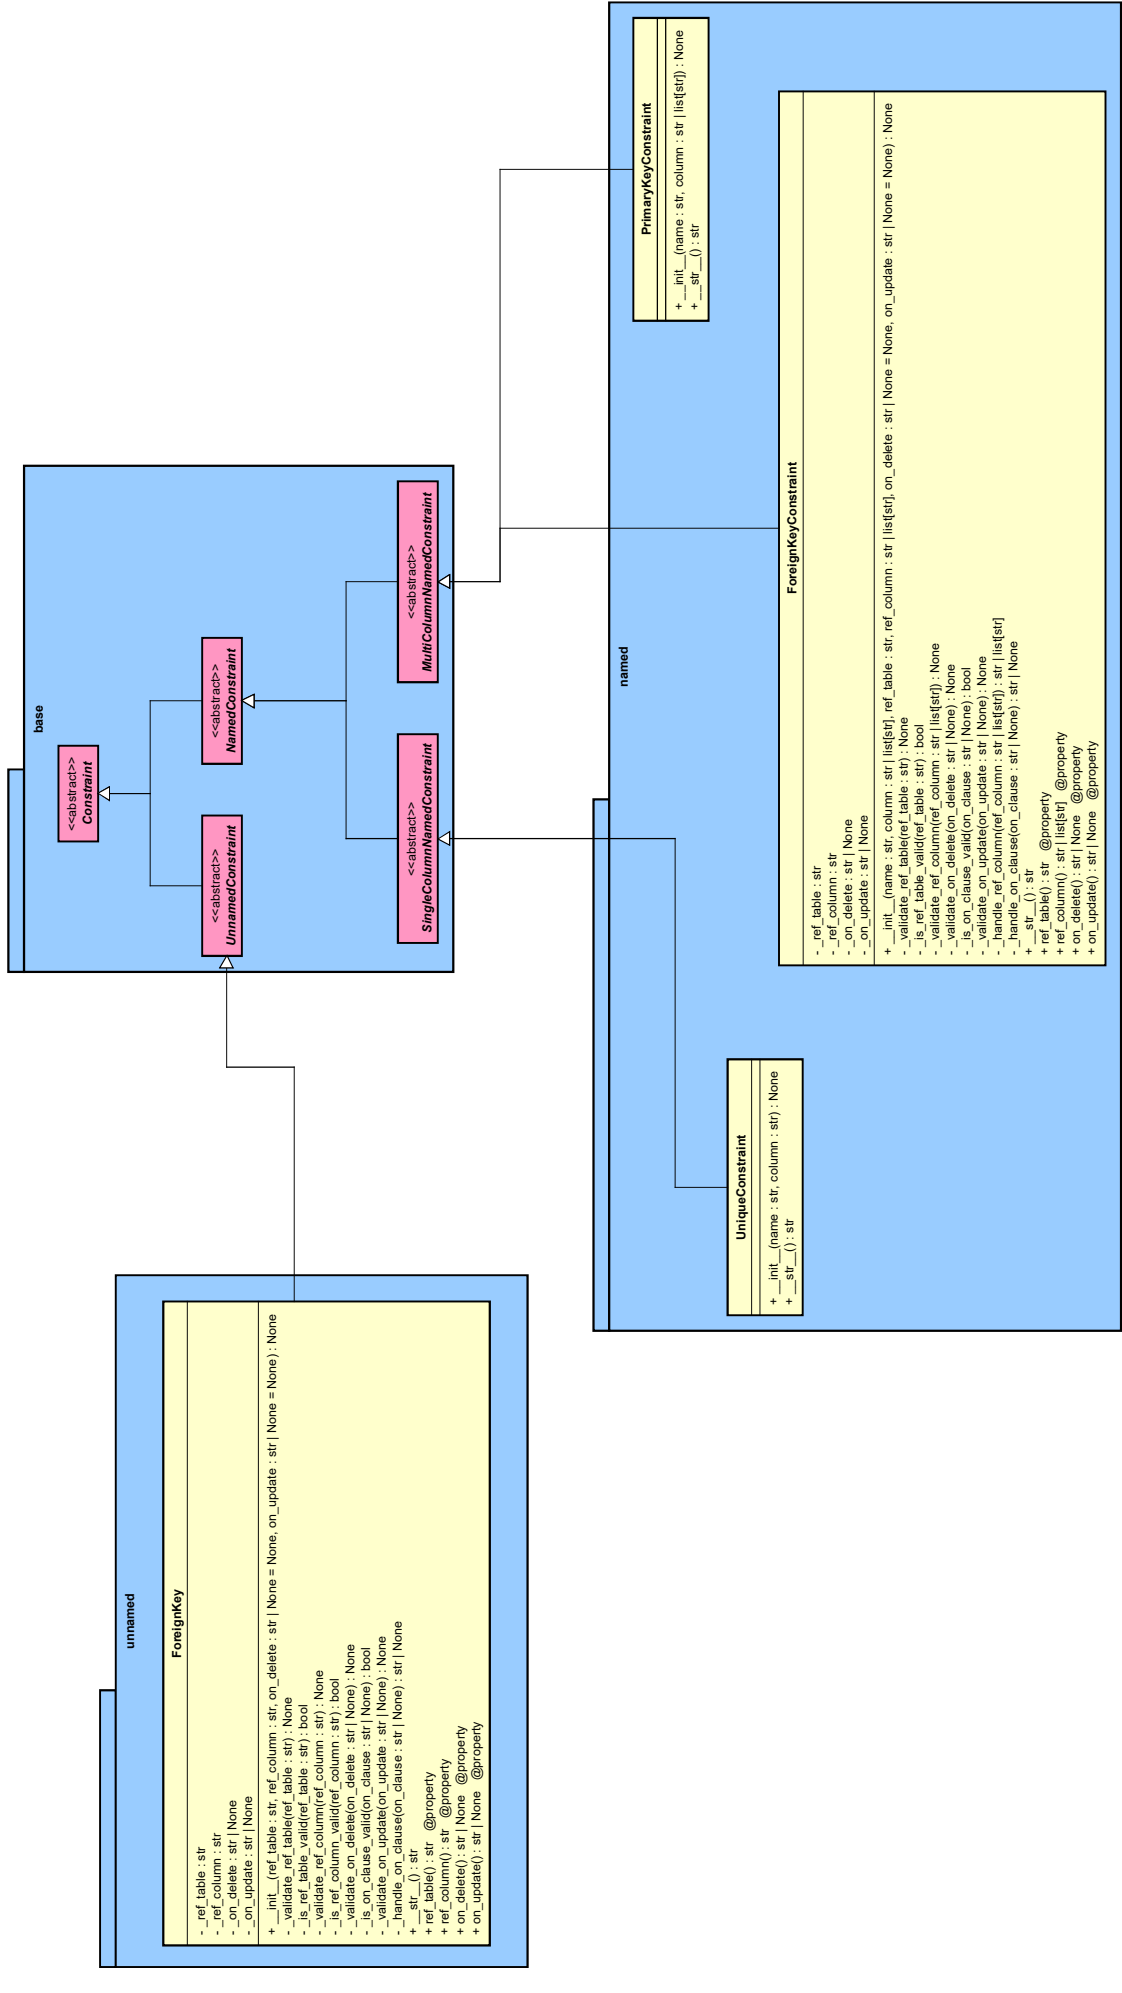 unnamed
ForeignKey
- _ref_table : str
- _ref_column : str
- _on_delete : str | None
- _on_update : str | None
+ __init__(ref_table : str, ref_column : str, on_delete : str | None = None, on_update : str | None = None) : None
- _validate_ref_table(ref_table : str) : None
- _is_ref_table_valid(ref_table : str) : bool
- _validate_ref_column(ref_column : str) : None
- _is_ref_column_valid(ref_column : str) : bool
- _validate_on_delete(on_delete : str | None) : None
- _is_on_clause_valid(on_clause : str | None) : bool
- _validate_on_update(on_update : str | None) : None
- _handle_on_clause(on_clause : str | None) : str | None
+ __str__() : str
+ ref_table() : str @property
+ ref_column() : str @property
+ on_delete() : str | None @property
+ on_update() : str | None @property
base
<<abstract>>
Constraint
<<abstract>>
UnnamedConstraint
<<abstract>>
NamedConstraint
<<abstract>>
SingleColumnNamedConstraint
<<abstract>>
MultiColumnNamedConstraint
named
UniqueConstraint
+ __init__(name : str, column : str) : None
+ __str__() : str
ForeignKeyConstraint
- _ref_table : str
- _ref_column : str
- _on_delete : str | None
- _on_update : str | None
+ __init__(name : str, column : str | list[str], ref_table : str, ref_column : str | list[str], on_delete : str | None = None, on_update : str | None = None) : None
- _validate_ref_table(ref_table : str) : None
- _is_ref_table_valid(ref_table : str) : bool
- _validate_ref_column(ref_column : str | list[str]) : None
- _validate_on_delete(on_delete : str | None) : None
- _is_on_clause_valid(on_clause : str | None) : bool
- _validate_on_update(on_update : str | None) : None
- _handle_ref_column(ref_column : str | list[str]) : str | list[str]
- _handle_on_clause(on_clause : str | None) : str | None
+ __str__() : str
+ ref_table() : str @property
+ ref_column() : str | list[str] @property
+ on_delete() : str | None @property
+ on_update() : str | None @property
PrimaryKeyConstraint
+ __init__(name : str, column : str | list[str]) : None
+ __str__() : str